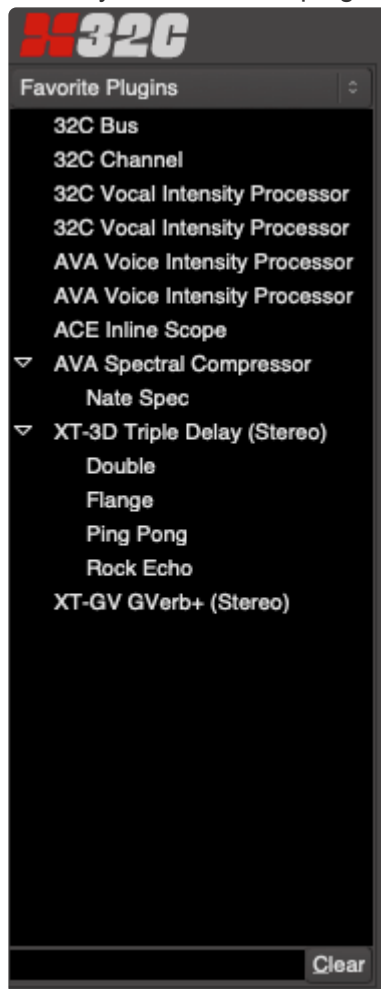 32C
Favorite Plugins
32C Bus
32C Channel
32C Vocal Intensity Processor
32C Vocal Intensity Processor
AVA Voice Intensity Processor
AVA Voice Intensity Processor
ACE Inline Scope
AVA Spectral Compressor
Nate Spec
XT-3D Triple Delay (Stereo)
Double
Flange
Ping Pong
Rock Echo
XT-GV GVerb+ (Stereo)
Clear